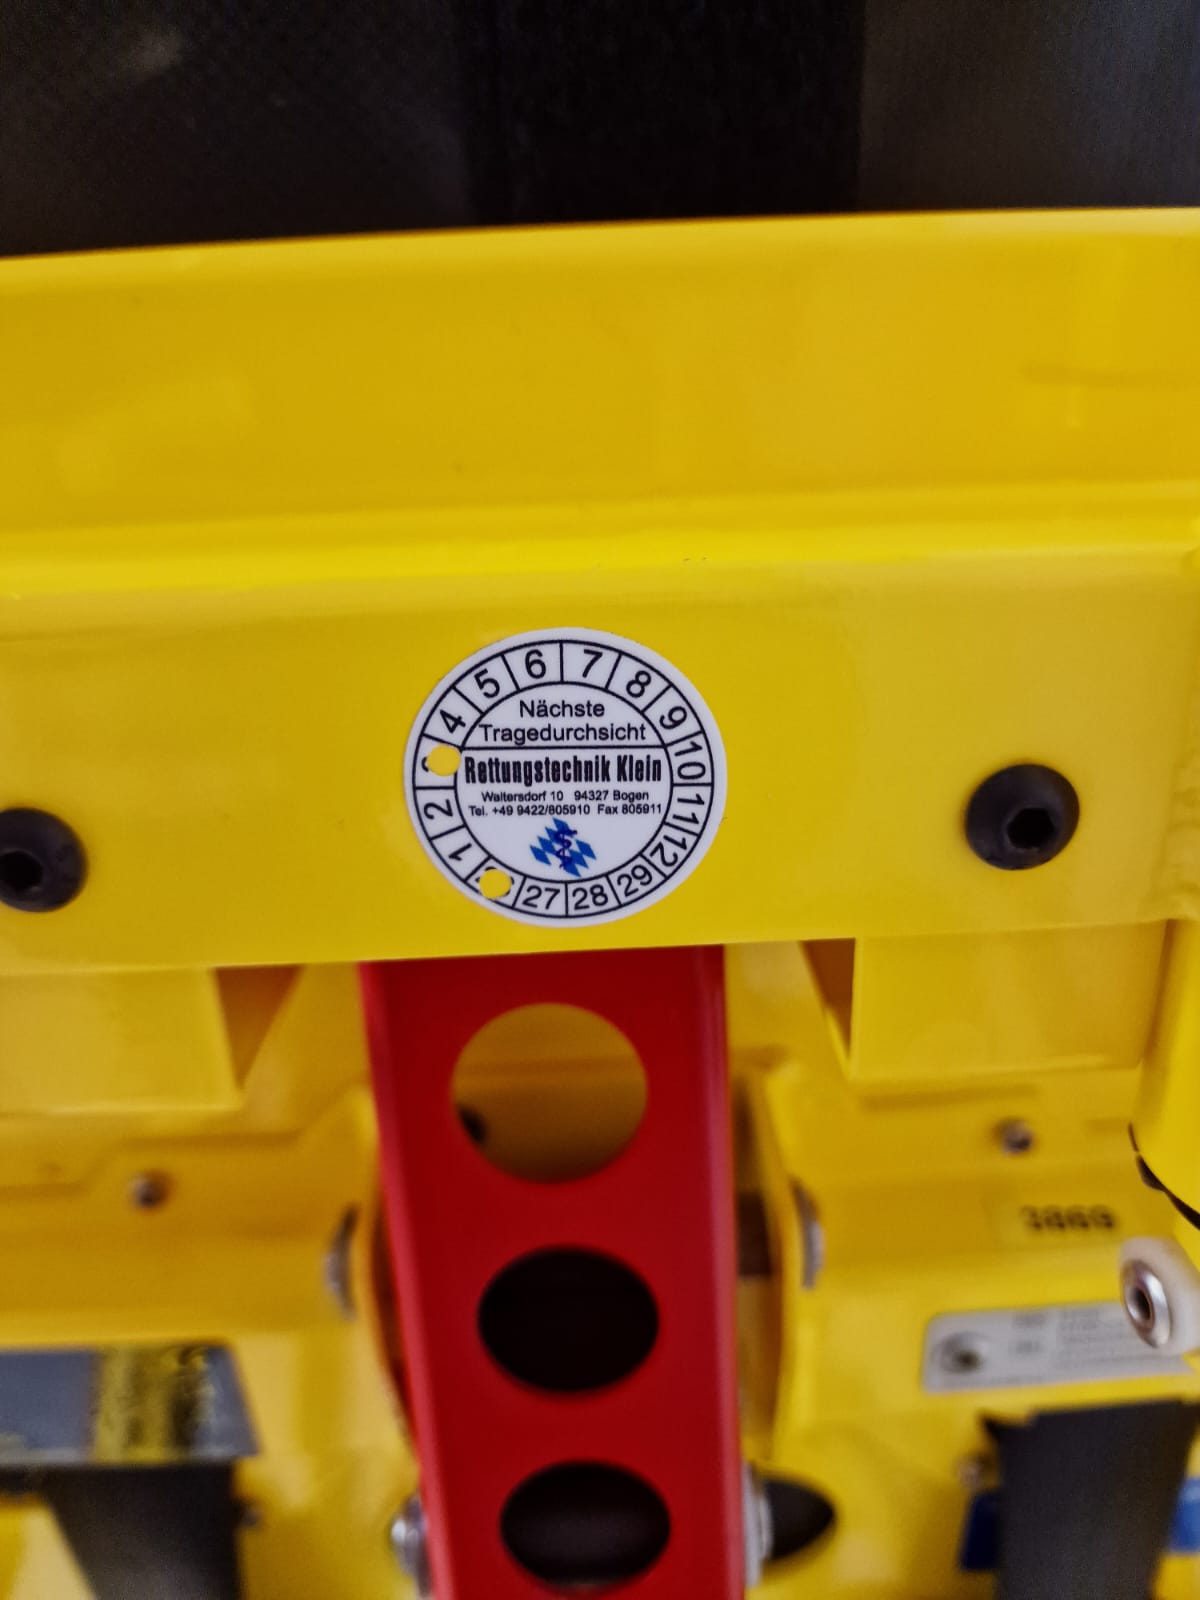 4 5 6 7 8 9 10 11 12
Nächste
Tragedurchsicht
Rettungstechnik Klein
Waltersdorf 10 94327 Bogen
Tel. +49 9422/805910 Fax 805911
2 1
27 28 29
3869